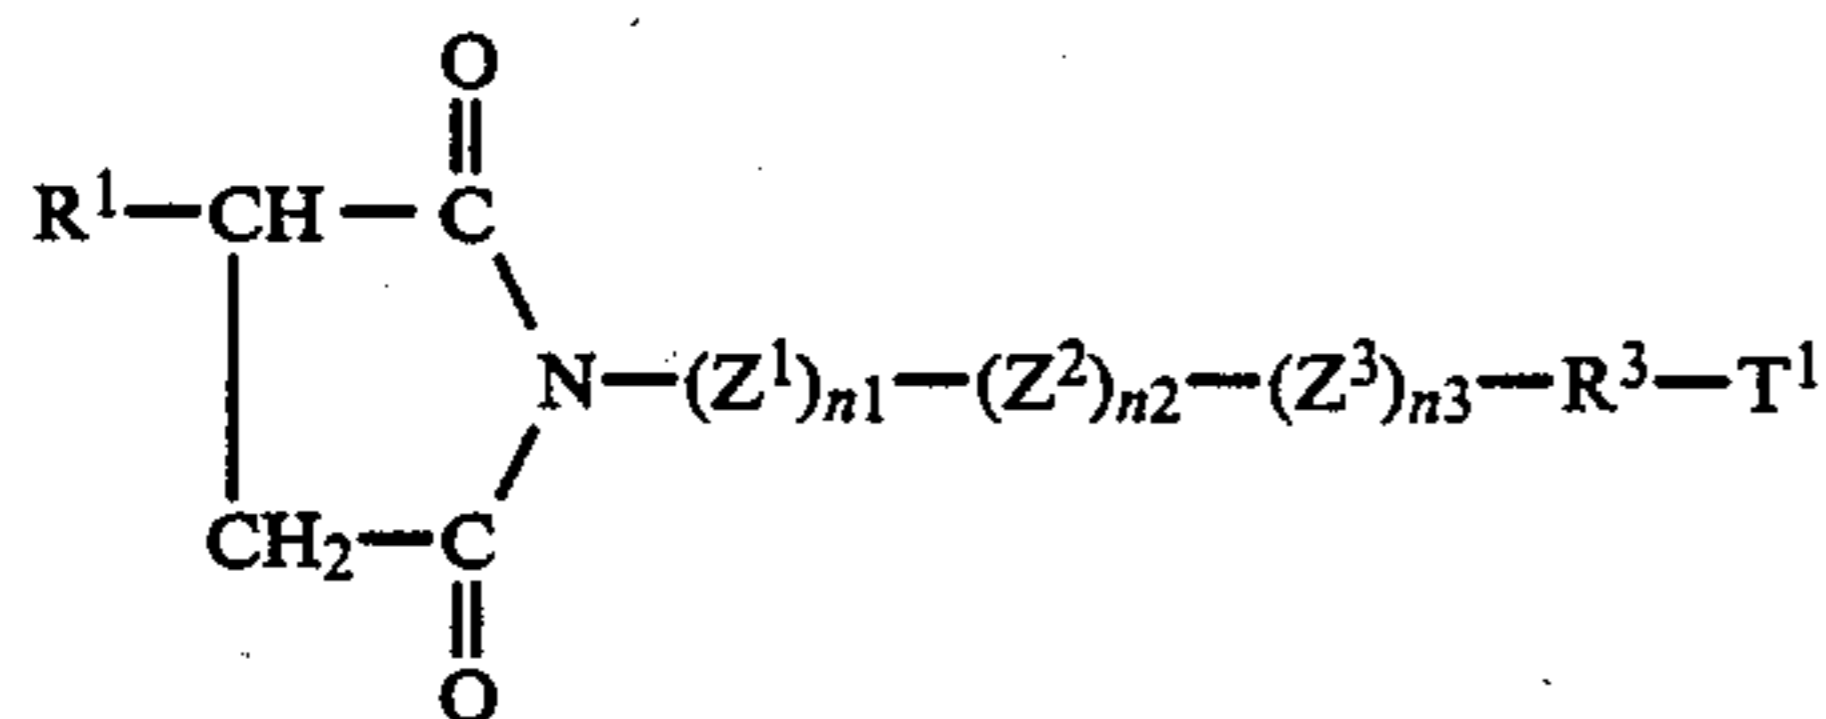 O
R¹—CH—C
N—(Z¹)n1—(Z²)n2—(Z³)n3—R³—T¹
CH₂—C
O